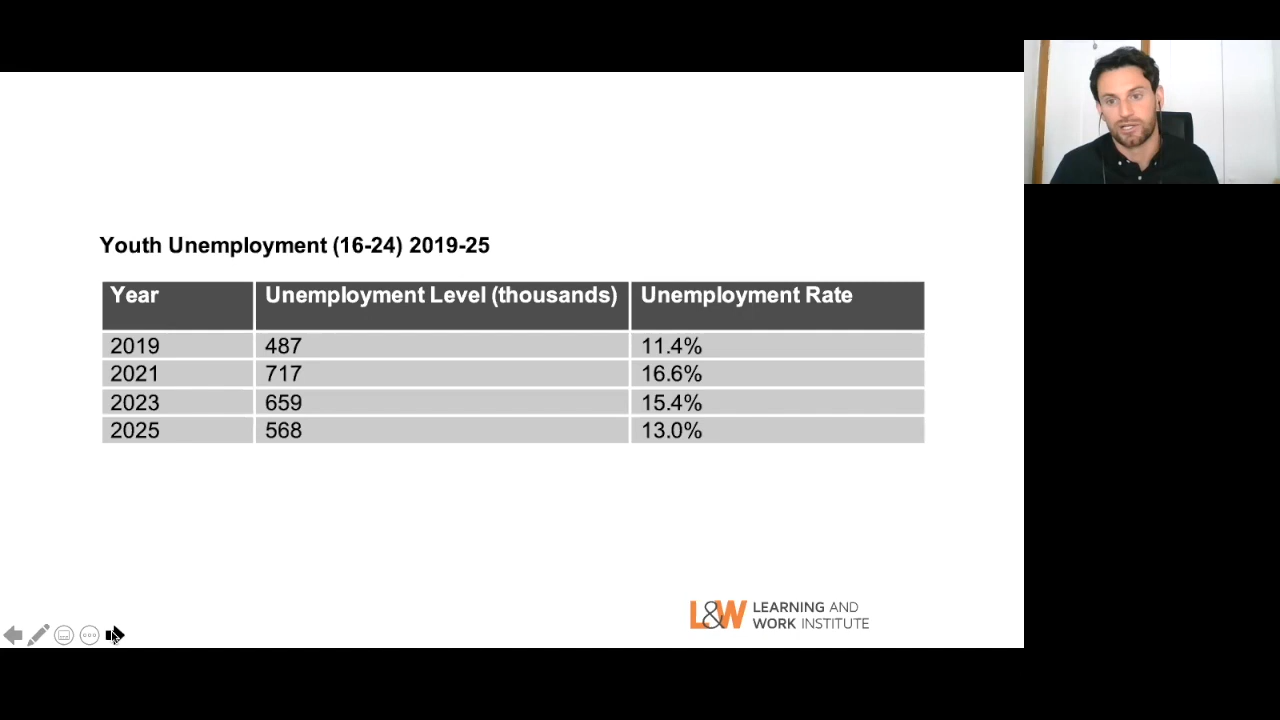 Youth Unemployment (16-24) 2019-25
Year Unemployment Level (thousands) Unemployment Rate
2019 487 11.4%
2021 717 16.6%
2023 659 15.4%
2025 568 13.0%
L&W LEARNING AND
WORK INSTITUTE